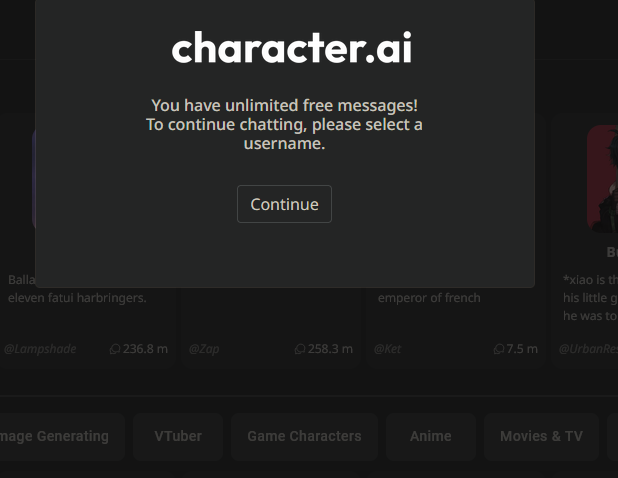 character.ai
You have unlimited free messages!
To continue chatting, please select a
username.
Continue
Balla
eleven fatui harbringers.
emperor of french
*xiao is th
his little g
he was to
@Lampshade 236.8 m
@Zap 258.3 m
@Ket 7.5 m
@UrbanRe
mage Generating
VTuber
Game Characters
Anime
Movies & TV